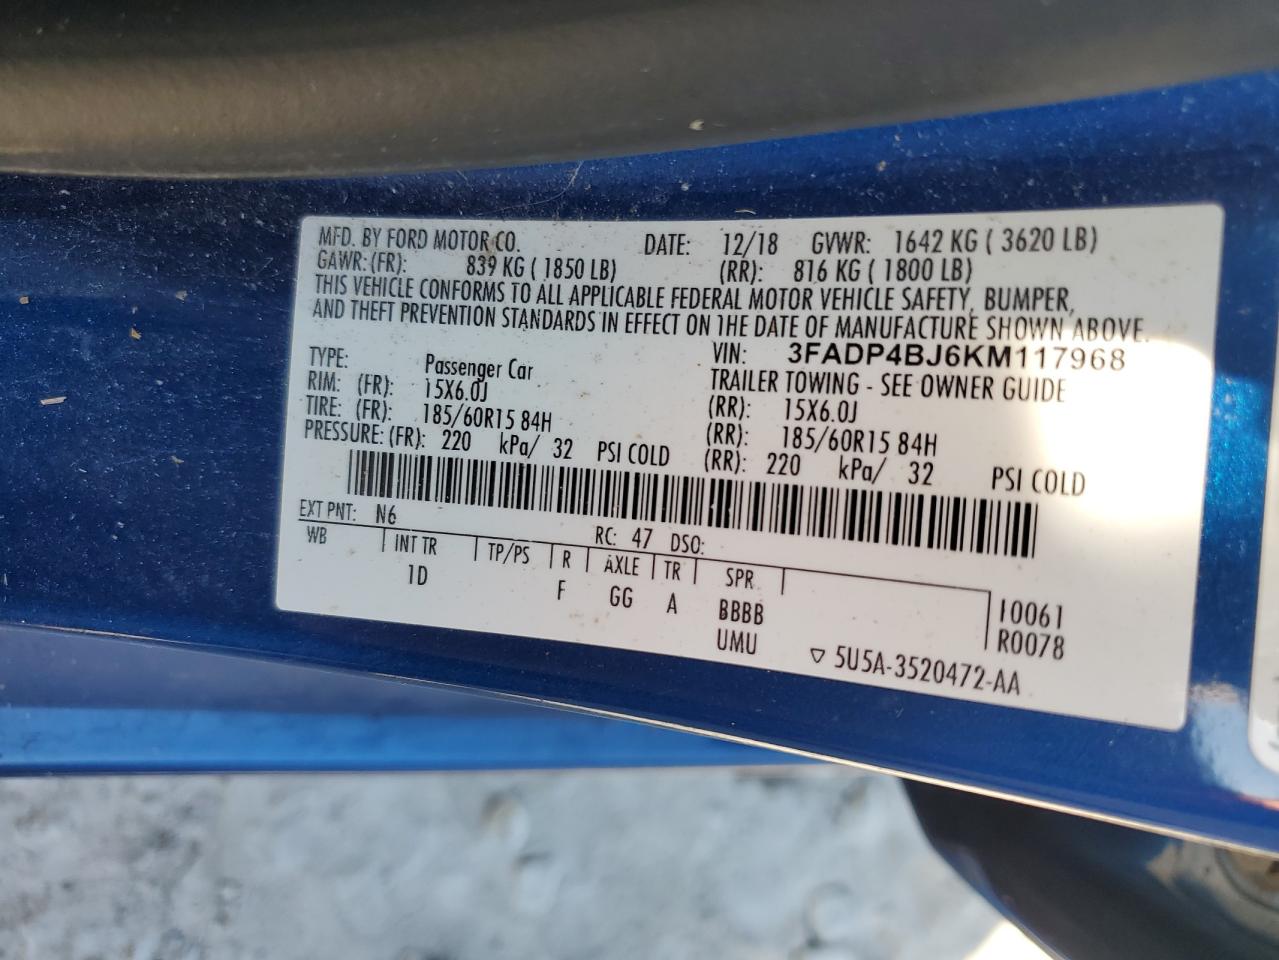 MFD. BY FORD MOTOR CO. DATE: 12/18 GVWR: 1642 KG ( 3620 LB)
GAWR: (FR): 839 KG ( 1850 LB) (RR): 816 KG ( 1800 LB)
THIS VEHICLE CONFORMS TO ALL APPLICABLE FEDERAL MOTOR VEHICLE SAFETY, BUMPER,
AND THEFT PREVENTION STANDARDS IN EFFECT ON THE DATE OF MANUFACTURE SHOWN ABOVE.
VIN: 3FADP4BJ6KM117968
TYPE: Passenger Car TRAILER TOWING - SEE OWNER GUIDE
RIM: (FR): 15X6.0J (RR): 15X6.0J
TIRE: (FR): 185/60R15 84H (RR): 185/60R15 84H
PRESSURE: (FR): 220 kPa/ 32 PSI COLD (RR): 220 kPa/ 32 PSI COLD
EXT PNT: N6 RC: 47 DSO:
WB INT TR TP/PS R AXLE TR SPR
1D F GG A BBBB I0061
UMU R0078
▽ 5U5A-3520472-AA